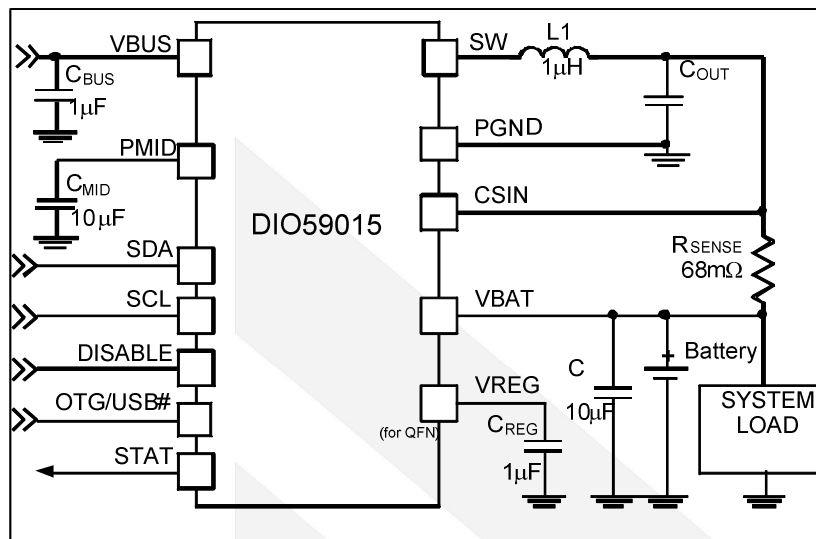 VBUS
CBUS
1µF
PMID
CMID
10µF
SDA
SCL
DISABLE
OTG/USB#
STAT
DIO59015
SW
L1
1µH
COUT
PGND
CSIN
RSENSE
68mΩ
VBAT
+ Battery
C
10µF
VREG
(for QFN)
CREG
1µF
SYSTEM
LOAD